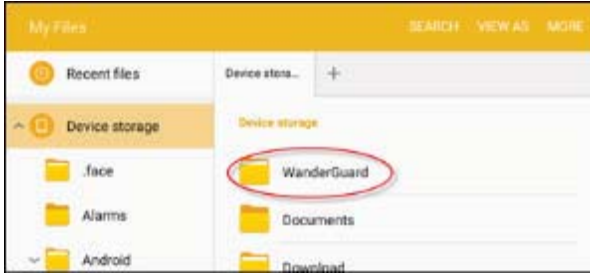 My Files SEARCH VIEW AS MORE
Recent files
Device stora... +
Device storage
Device storage
.face
WanderGuard
Alarms
Documents
Android
Download